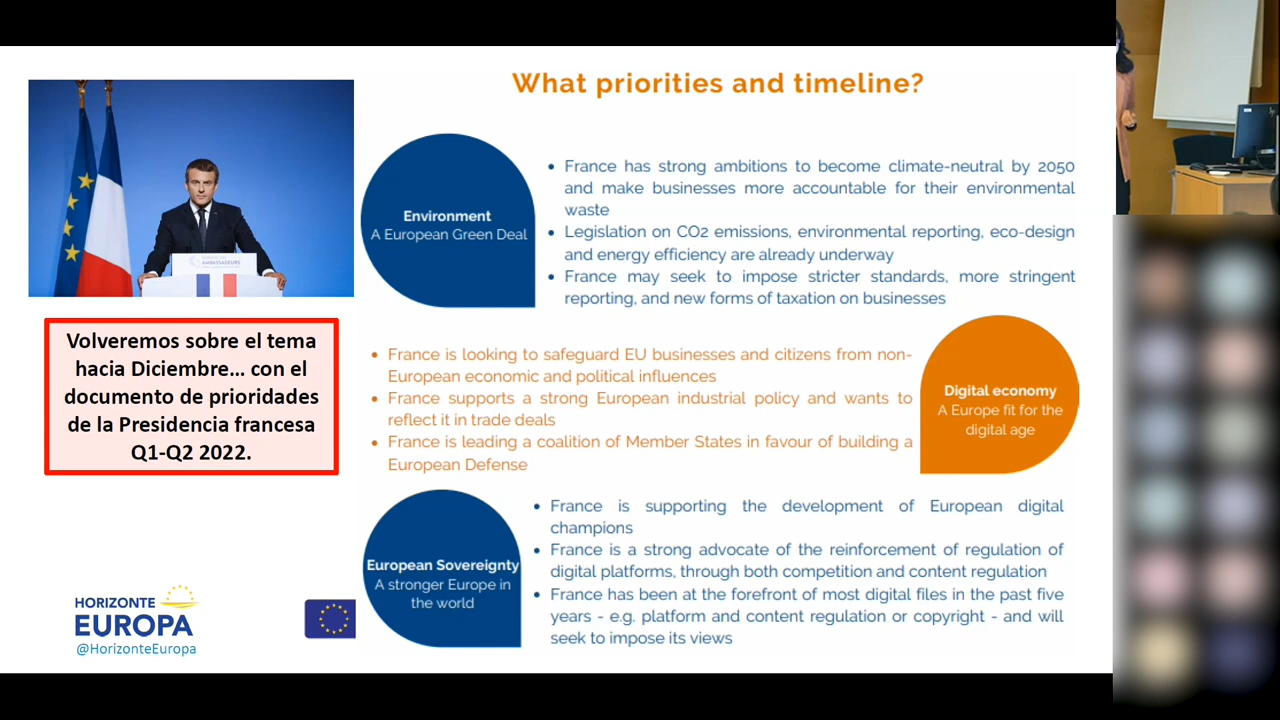 What priorities and timeline?
AMBASSADEURS
Volveremos sobre el tema
hacia Diciembre... con el
documento de prioridades
de la Presidencia francesa
Q1-Q2 2022.
Environment
A European Green Deal
• France has strong ambitions to become climate-neutral by 2050
and make businesses more accountable for their environmental
waste
• Legislation on CO2 emissions, environmental reporting, eco-design
and energy efficiency are already underway
• France may seek to impose stricter standards, more stringent
reporting, and new forms of taxation on businesses
• France is looking to safeguard EU businesses and citizens from non-
European economic and political influences
• France supports a strong European industrial policy and wants to
reflect it in trade deals
• France is leading a coalition of Member States in favour of building a
European Defense
Digital economy
A Europe fit for the
digital age
European Sovereignty
A stronger Europe in
the world
• France is supporting the development of European digital
champions
• France is a strong advocate of the reinforcement of regulation of
digital platforms, through both competition and content regulation
• France has been at the forefront of most digital files in the past five
years - e.g. platform and content regulation or copyright - and will
seek to impose its views
HORIZONTE
EUROPA
@HorizonteEuropa